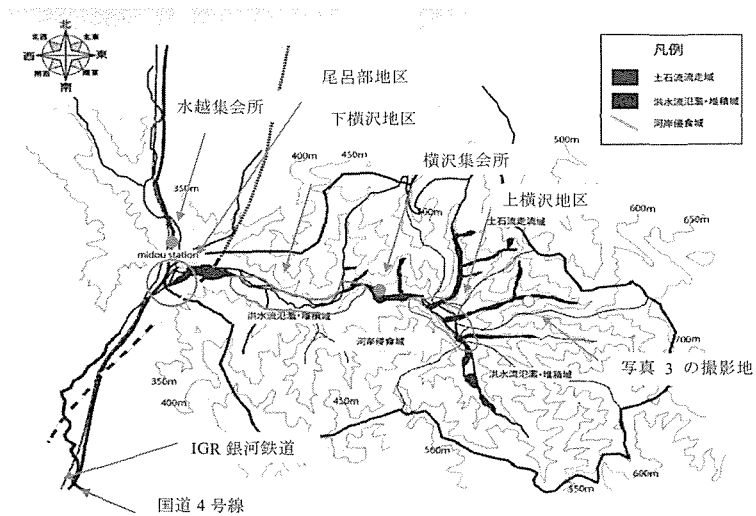 北
北西 北東
西 東
南西 南東
南
凡例
土石流流走域
洪水流氾濫・堆積域
河岸侵食域
尾呂部地区
水越集会所
下横沢地区
横沢集会所
上横沢地区
400m
450m
500m
350m
600m
650m
土石流走流域
midou station
洪水流氾濫・堆積域
河岸侵食域
700m
写真 3 の撮影地
洪水流氾濫・堆積域
350m
400m
450m
500m
550m
600m
IGR 銀河鉄道
国道 4 号線